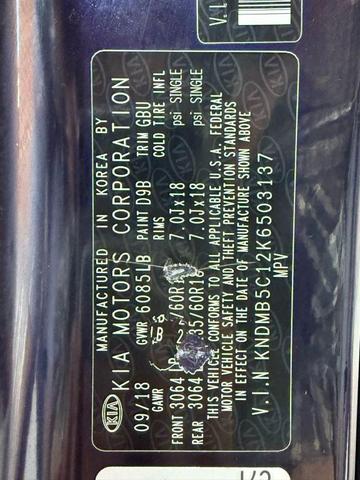 MANUFACTURED IN KOREA BY
KIA KIA MOTORS CORPORATION
09/18 GVWR 6085LB PAINT D9B TRIM GBU
GAWR RIMS COLD TIRE INFL
FRONT 3064 /60R18 7.0Jx18 psi SINGLE
REAR 3064 235/60R18 7.0Jx18 psi SINGLE
THIS VEHICLE CONFORMS TO ALL APPLICABLE U.S.A. FEDERAL
MOTOR VEHICLE SAFETY AND THEFT PREVENTION STANDARDS
IN EFFECT ON THE DATE OF MANUFACTURE SHOWN ABOVE
V.I.N KNDMB5C12K6503137
MPV